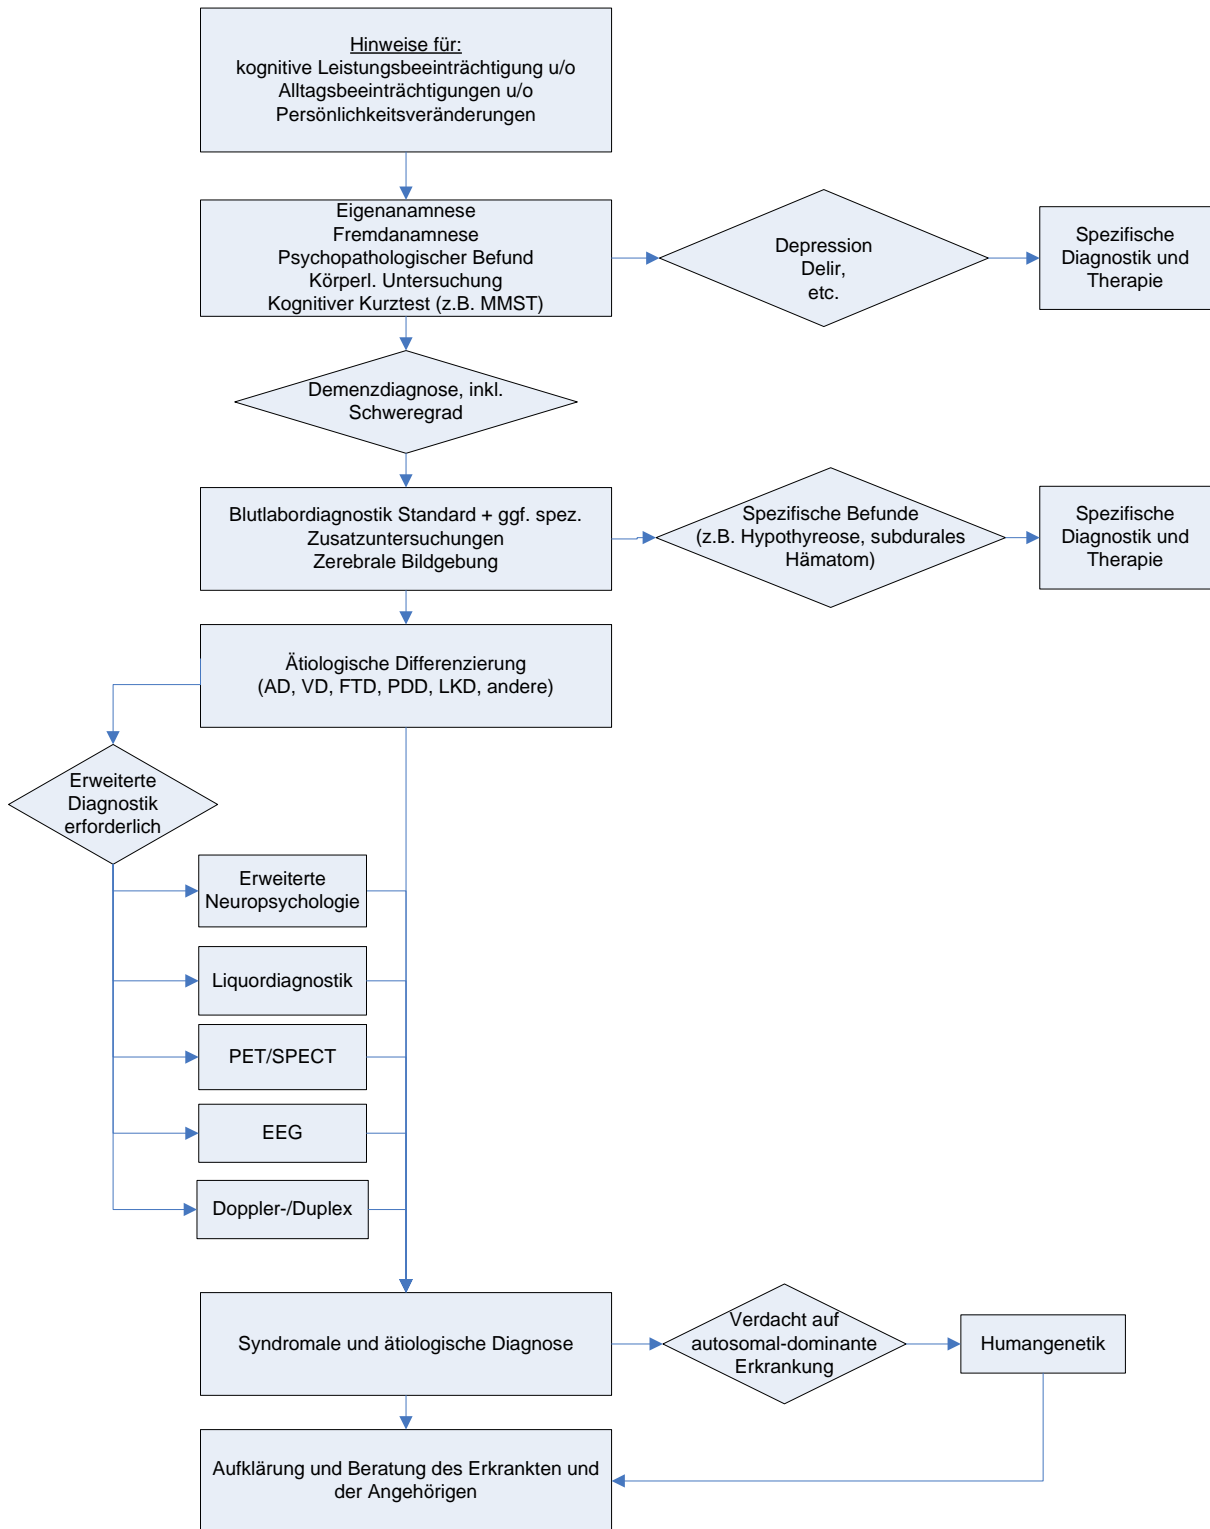 Hinweise für:
kognitive Leistungsbeeinträchtigung u/o
Alltagsbeeinträchtigungen u/o
Persönlichkeitsveränderungen
Eigenanamnese
Fremdanamnese
Psychopathologischer Befund
Körperl. Untersuchung
Kognitiver Kurztest (z.B. MMST)
Depression
Delir,
etc.
Spezifische
Diagnostik und
Therapie
Demenzdiagnose, inkl.
Schweregrad
Blutlabordiagnostik Standard + ggf. spez.
Zusatzuntersuchungen
Zerebrale Bildgebung
Spezifische Befunde
(z.B. Hypothyreose, subdurales
Hämatom)
Spezifische
Diagnostik und
Therapie
Ätiologische Differenzierung
(AD, VD, FTD, PDD, LKD, andere)
Erweiterte
Diagnostik
erforderlich
Erweiterte
Neuropsychologie
Liquordiagnostik
PET/SPECT
EEG
Doppler-/Duplex
Syndromale und ätiologische Diagnose
Verdacht auf
autosomal-dominante
Erkrankung
Humangenetik
Aufklärung und Beratung des Erkrankten und
der Angehörigen